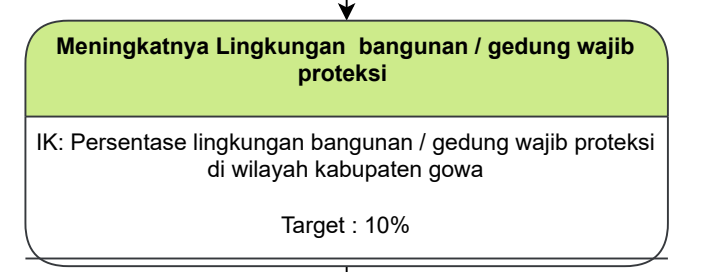 Meningkatnya Lingkungan bangunan / gedung wajib
proteksi
IK: Persentase lingkungan bangunan / gedung wajib proteksi
di wilayah kabupaten gowa
Target : 10%